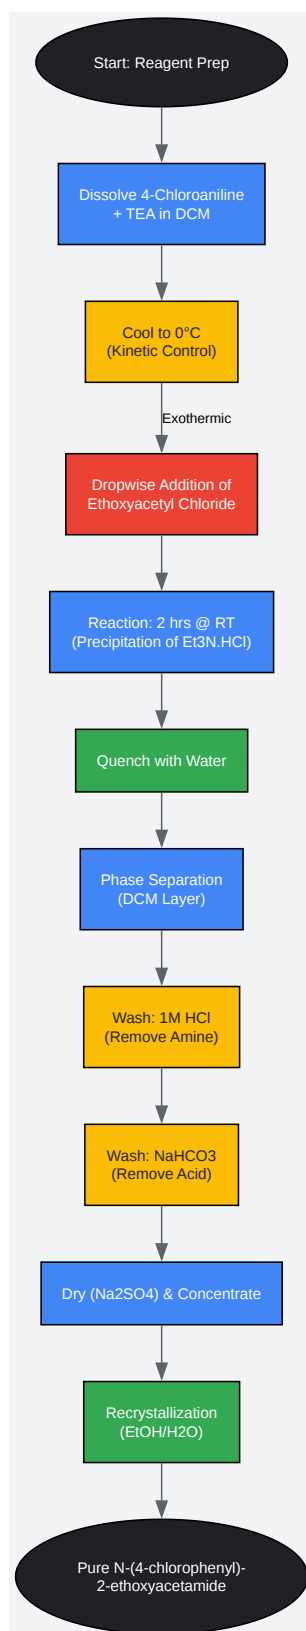 Start: Reagent Prep
Dissolve 4-Chloroaniline
+ TEA in DCM
Cool to 0°C
(Kinetic Control)
Exothermic
Dropwise Addition of
Ethoxyacetyl Chloride
Reaction: 2 hrs @ RT
(Precipitation of Et3N.HCl)
Quench with Water
Phase Separation
(DCM Layer)
Wash: 1M HCl
(Remove Amine)
Wash: NaHCO3
(Remove Acid)
Dry (Na2SO4) & Concentrate
Recrystallization
(EtOH/H2O)
Pure N-(4-chlorophenyl)-
2-ethoxyacetamide